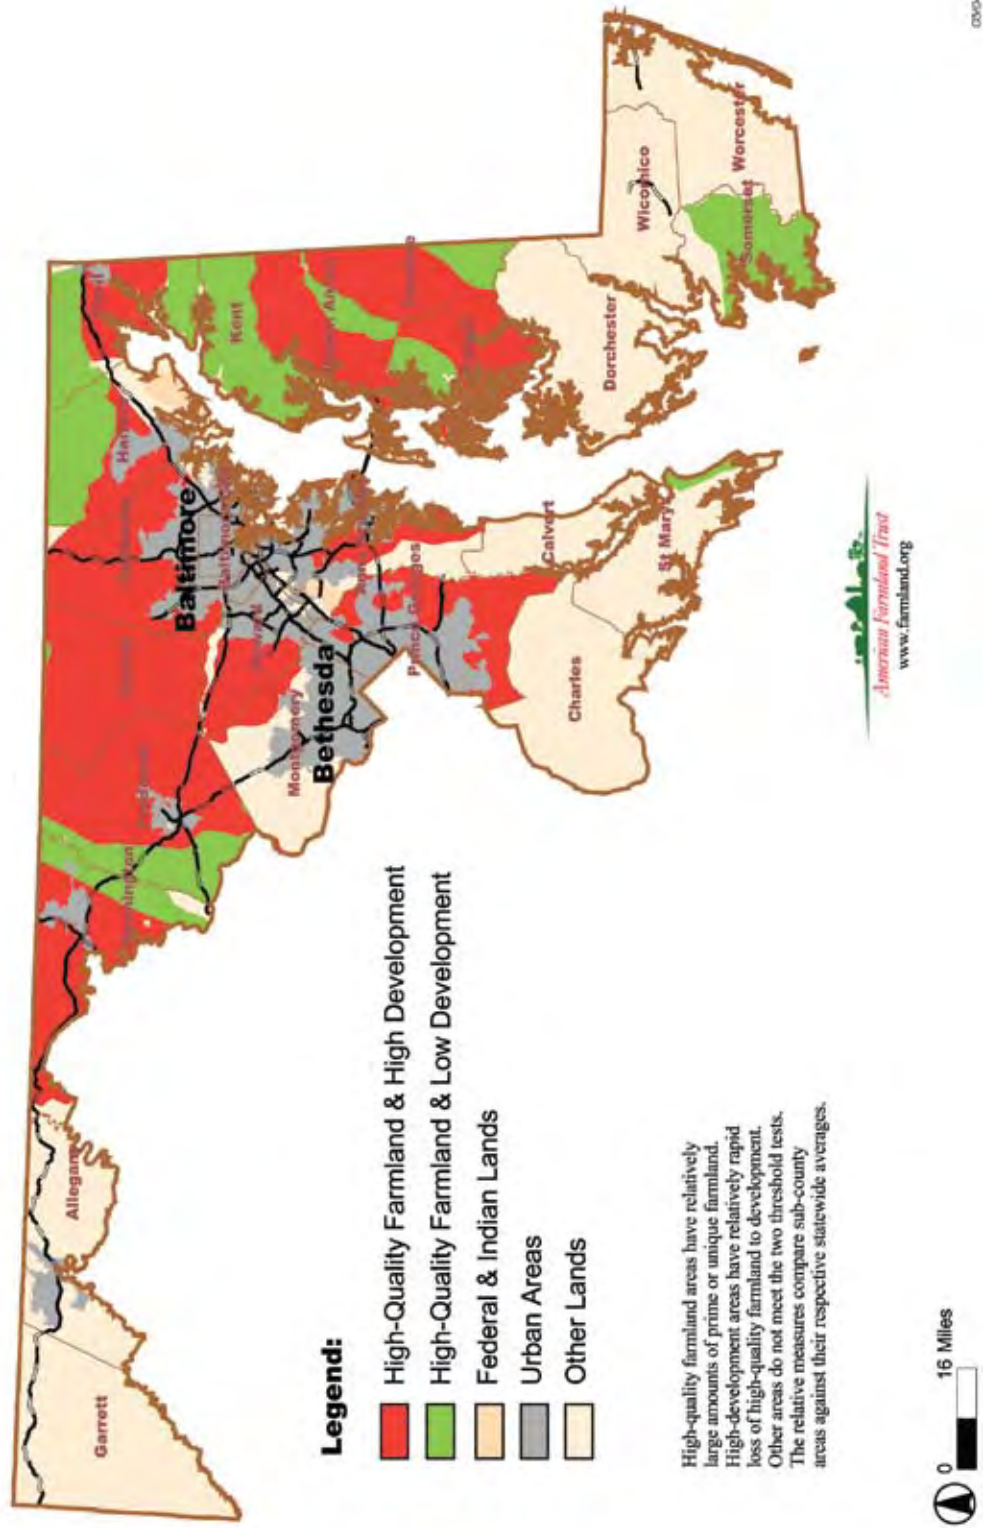 Garrett
Allegany
Washington
Montgomery
Baltimore
Bethesda
Kent
Charles
Calvert
St Mary
Dorchester
Wicomico
Somerset
Worcester
Legend:
High-Quality Farmland & High Development
High-Quality Farmland & Low Development
Federal & Indian Lands
Urban Areas
Other Lands
High-quality farmland areas have relatively
large amounts of prime or unique farmland.
High-development areas have relatively rapid
loss of high-quality farmland to development.
Other areas do not meet the two threshold tests.
The relative measures compare sub-county
areas against their respective statewide averages.
0 16 Miles
American Farmland Trust
www.farmland.org